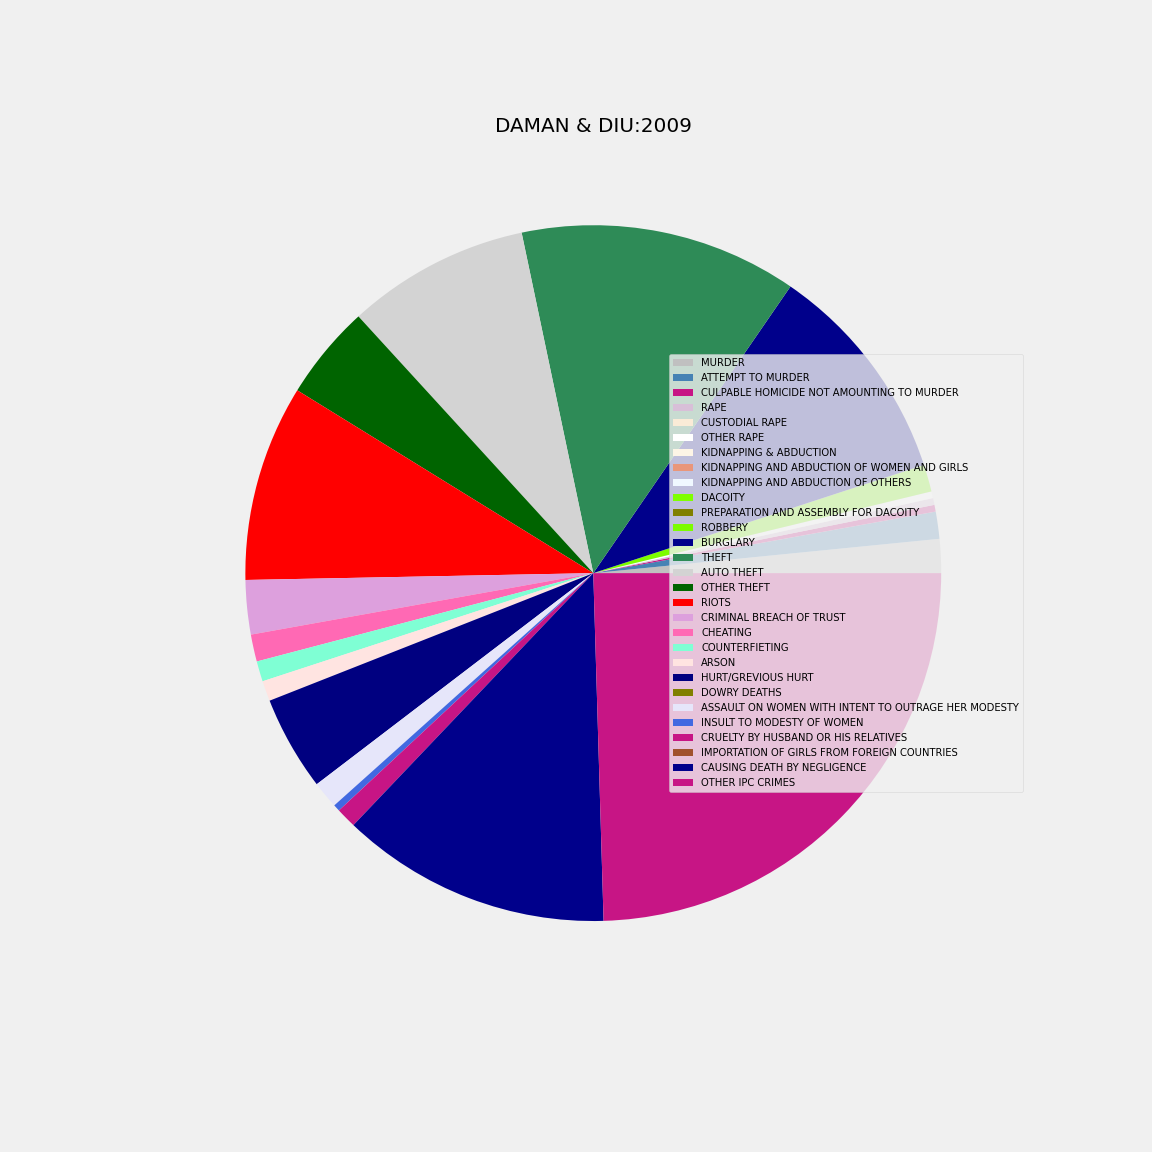 DAMAN & DIU:2009
MURDER
ATTEMPT TO MURDER
CULPABLE HOMICIDE NOT AMOUNTING TO MURDER
RAPE
CUSTODIAL RAPE
OTHER RAPE
KIDNAPPING & ABDUCTION
KIDNAPPING AND ABDUCTION OF WOMEN AND GIRLS
KIDNAPPING AND ABDUCTION OF OTHERS
DACOITY
PREPARATION AND ASSEMBLY FOR DACOITY
ROBBERY
BURGLARY
THEFT
AUTO THEFT
OTHER THEFT
RIOTS
CRIMINAL BREACH OF TRUST
CHEATING
COUNTERFIETING
ARSON
HURT/GREVIOUS HURT
DOWRY DEATHS
ASSAULT ON WOMEN WITH INTENT TO OUTRAGE HER MODESTY
INSULT TO MODESTY OF WOMEN
CRUELTY BY HUSBAND OR HIS RELATIVES
IMPORTATION OF GIRLS FROM FOREIGN COUNTRIES
CAUSING DEATH BY NEGLIGENCE
OTHER IPC CRIMES